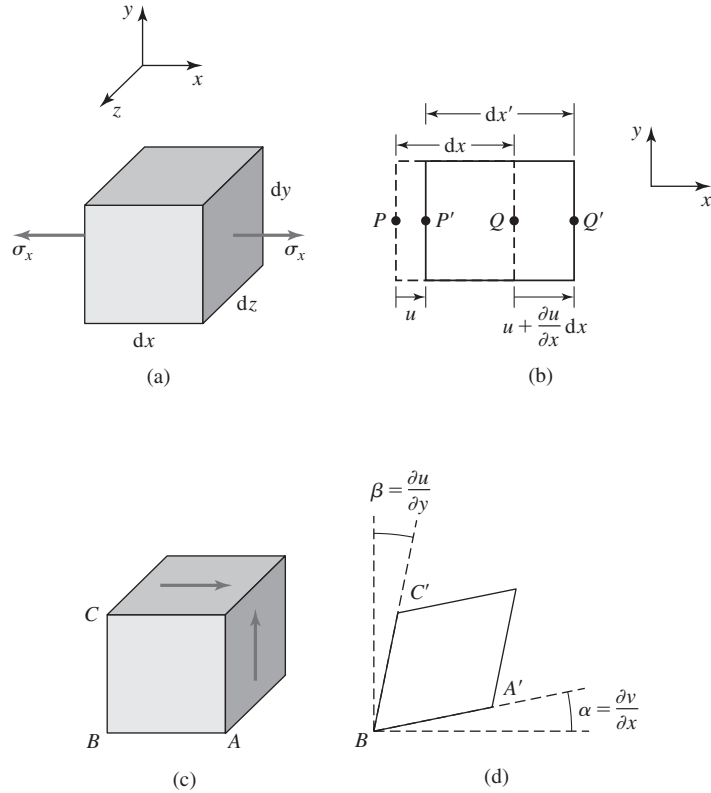 y
x
z
dy
σx
σx
dz
dx
(a)
dx′
dx
y
x
P
P′
Q
Q′
u
u + ∂u/∂x dx
(b)
C
B
A
(c)
β = ∂u/∂y
C′
A′
B
α = ∂v/∂x
(d)